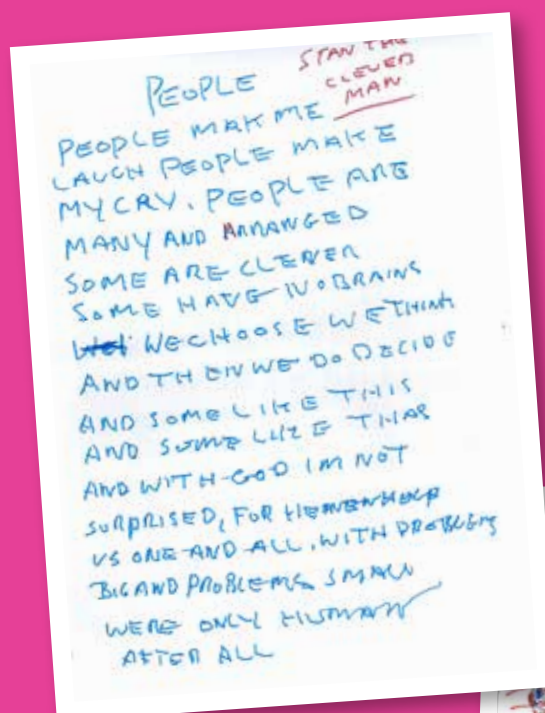 PEOPLE
STAN THE
CLEVER
MAN
PEOPLE MAK ME
LAUGH PEOPLE MAKE
MY CRY. PEOPLE ARE
MANY AND ARRANGED
SOME ARE CLEVER
SOME HAVE NO BRAINS
WE CHOOSE WE THINK
AND THEN WE DO DECIDE
AND SOME LIKE THIS
AND SOME LIKE THAS
AND WITH GOD IM NOT
SURPRISED, FOR HEAVEN HELP
US ONE AND ALL, WITH PROBLEMS
BIG AND PROBLEMS SMALL
WERE ONLY HUMAN
AFTER ALL